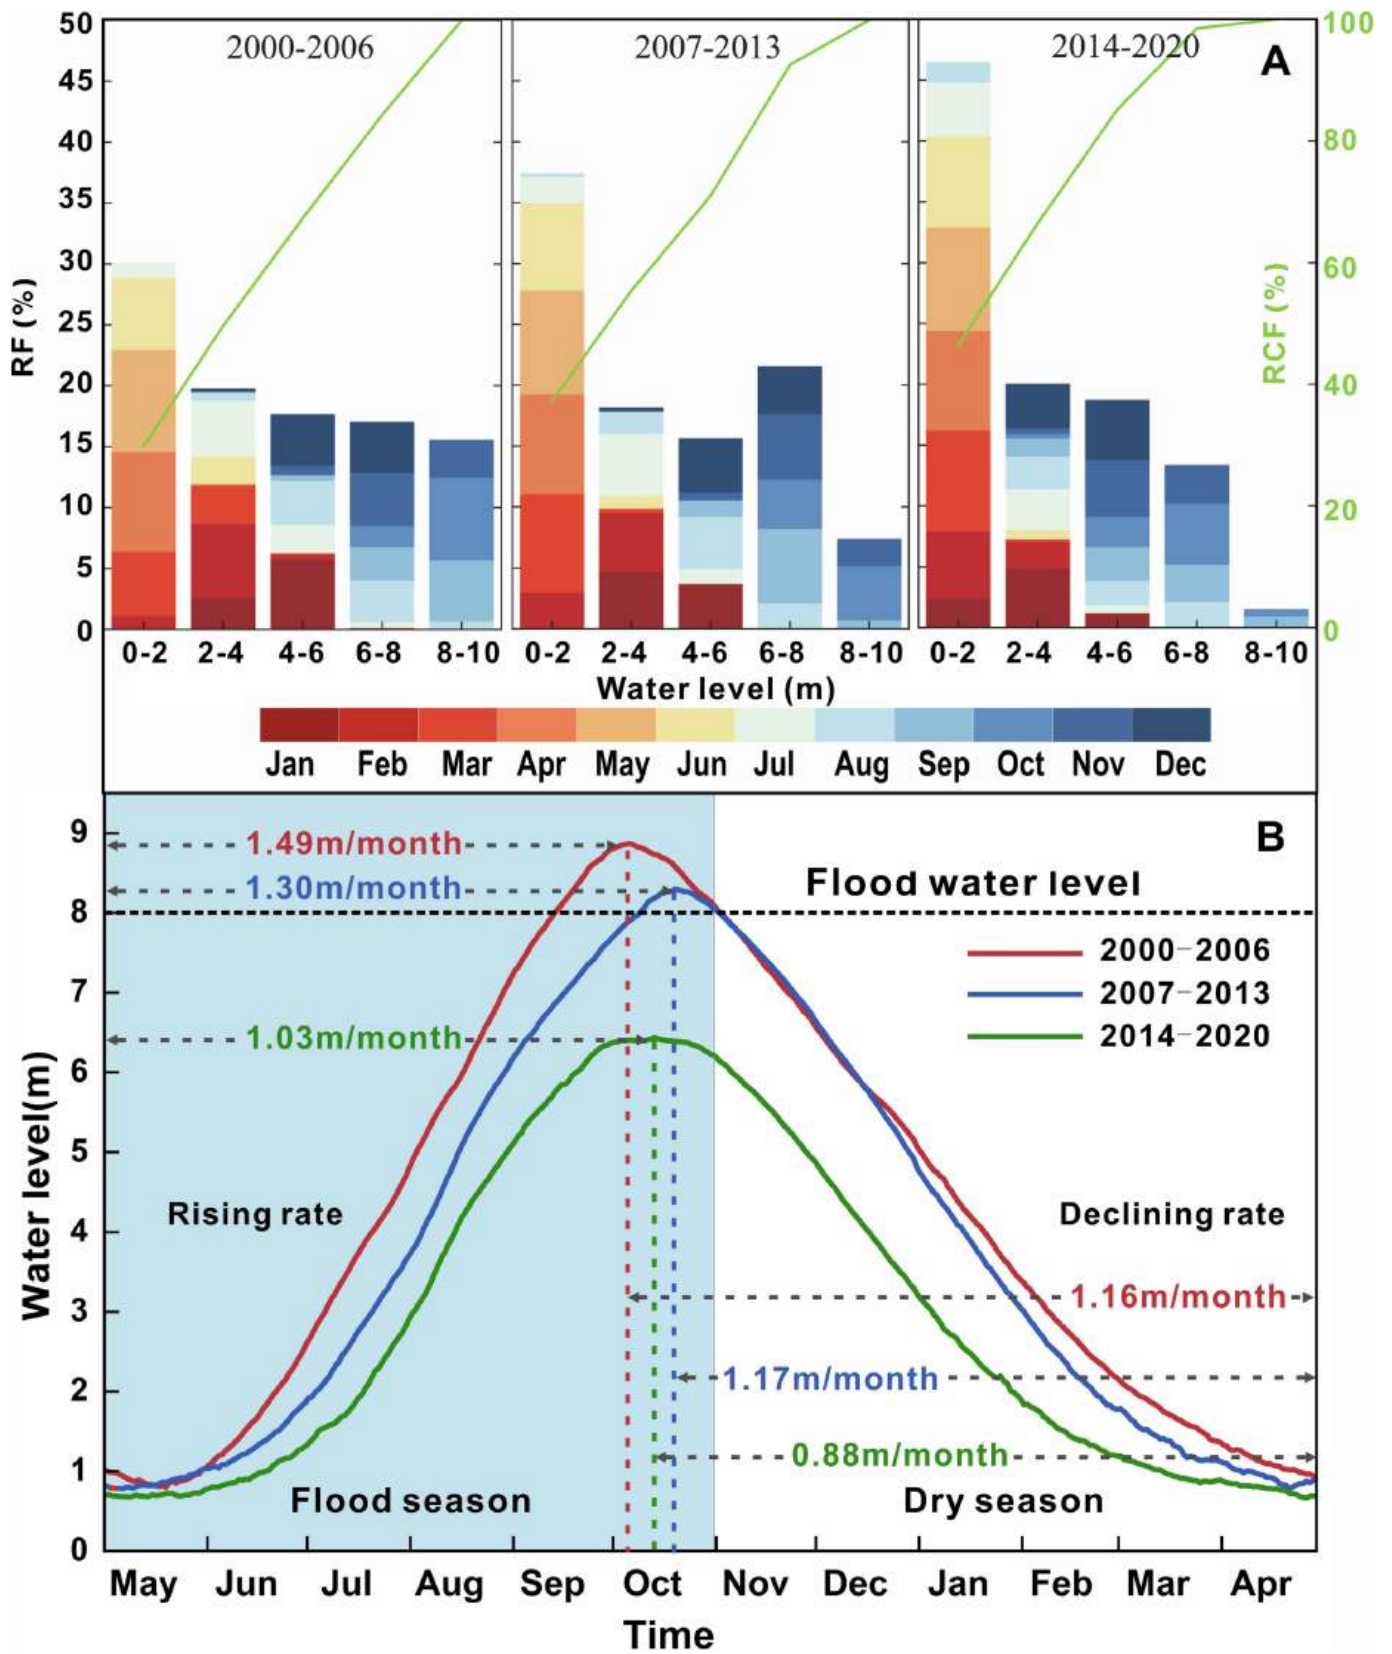 50
45
40
35
30
25
20
15
10
5
0
RF (%)
2000-2006
2007-2013
2014-2020
A
100
80
60
40
20
0
RCF (%)
0-2 2-4 4-6 6-8 8-10 0-2 2-4 4-6 6-8 8-10 0-2 2-4 4-6 6-8 8-10
Water level (m)
Jan Feb Mar Apr May Jun Jul Aug Sep Oct Nov Dec
B
9
8
7
6
5
4
3
2
1
0
Water level(m)
1.49m/month
1.30m/month
Flood water level
2000-2006
2007-2013
2014-2020
1.03m/month
Rising rate
Declining rate
1.16m/month
1.17m/month
0.88m/month
Flood season
Dry season
May Jun Jul Aug Sep Oct Nov Dec Jan Feb Mar Apr
Time